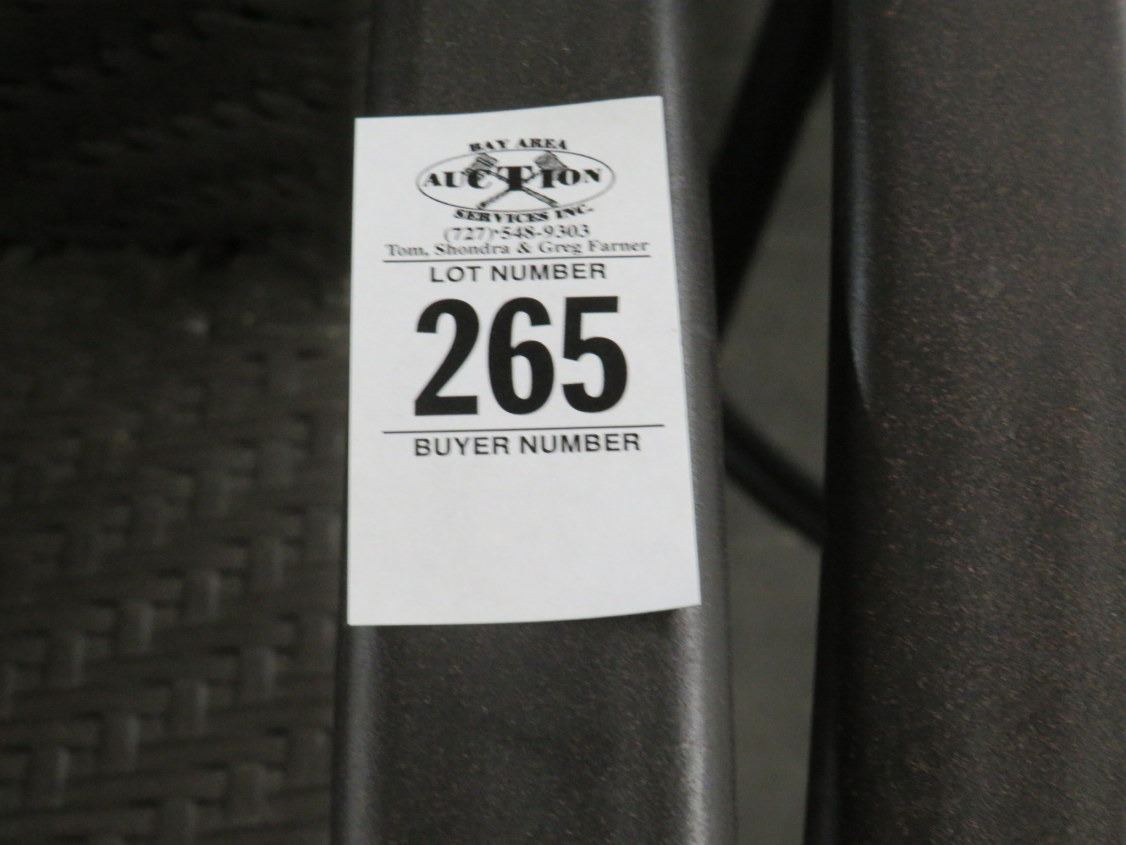 BAY AREA
AUCTION
SERVICES INC.
(727) 548-9303
Tom, Shondra & Greg Farner
LOT NUMBER
265
BUYER NUMBER